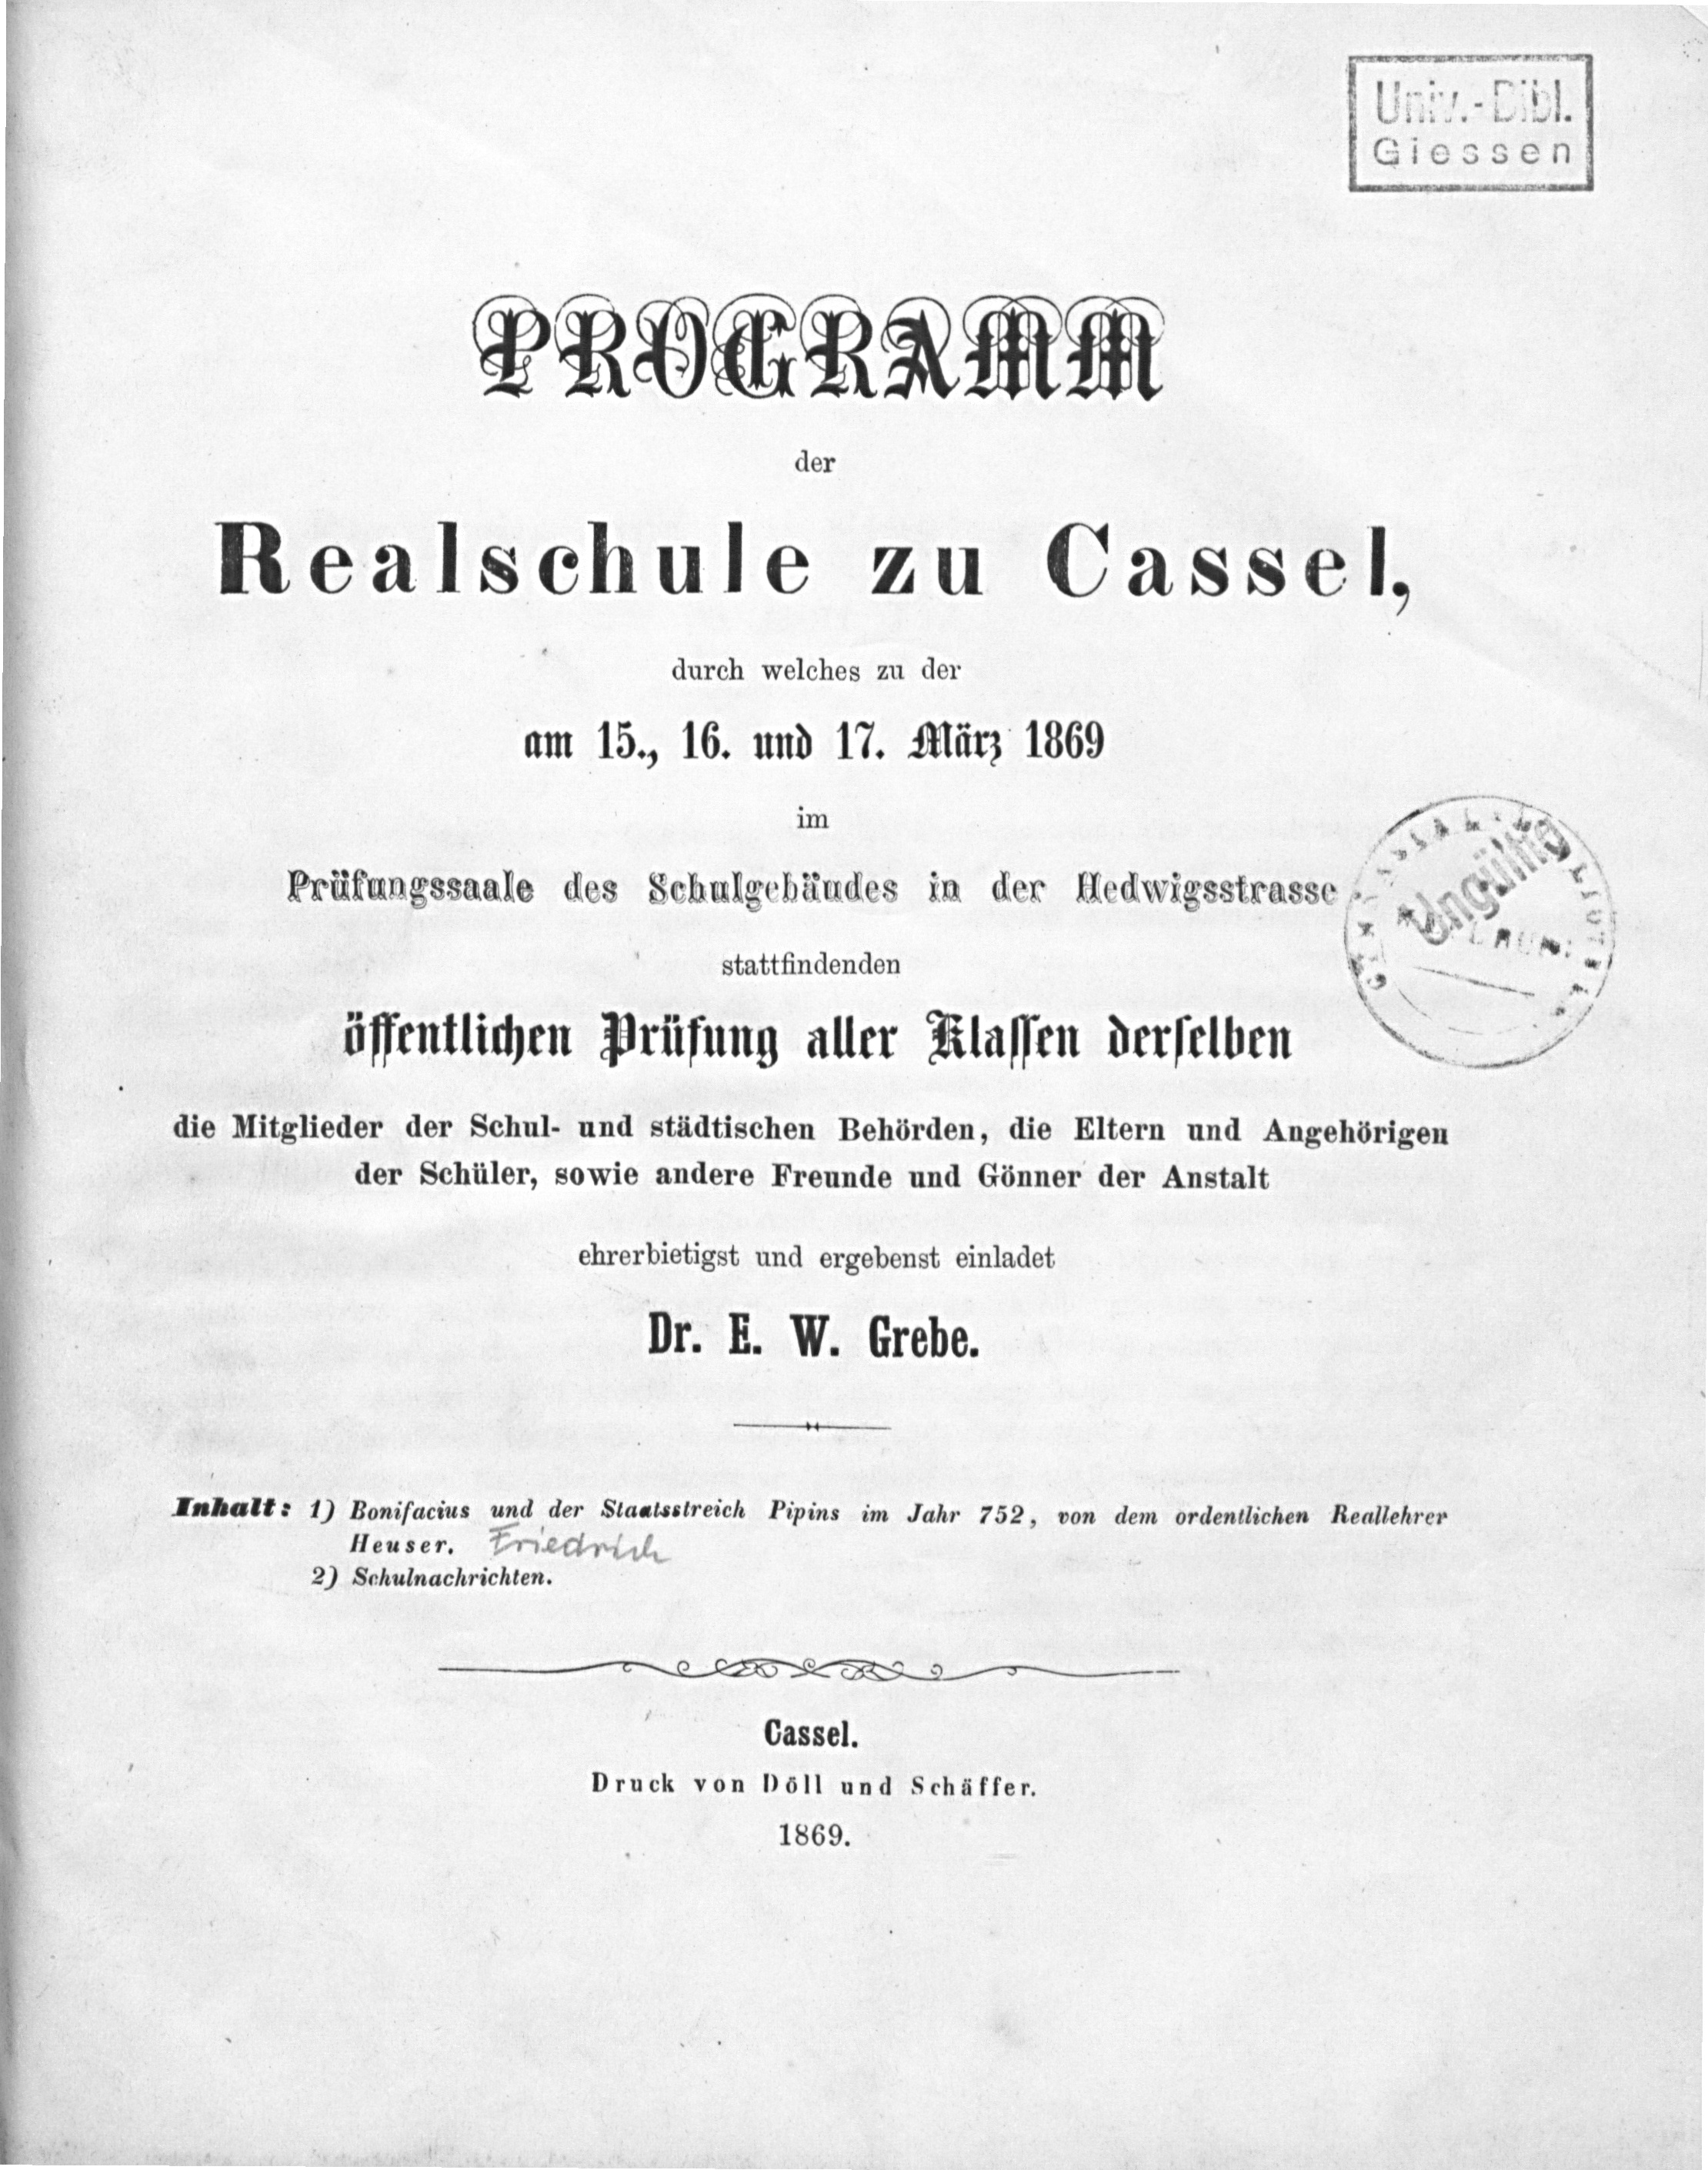 Univ.-Bibl.
Giessen
PROGRAMM
der
Realschule zu Cassel,
durch welches zu der
am 15., 16. und 17. März 1869
im
Prüfungssaale des Schulgebäudes in der Hedwigsstrasse
stattfindenden
öffentlichen Prüfung aller Klassen derselben
die Mitglieder der Schul- und städtischen Behörden, die Eltern und Angehörigen
der Schüler, sowie andere Freunde und Gönner der Anstalt
ehrerbietigst und ergebenst einladet
Dr. E. W. Grebe.
Inhalt: 1) Bonifacius und der Staatsstreich Pipins im Jahr 752, von dem ordentlichen Reallehrer
Heuser. Friedrich
2) Schulnachrichten.
Cassel.
Druck von Döll und Schäffer.
1869.
Ungültig